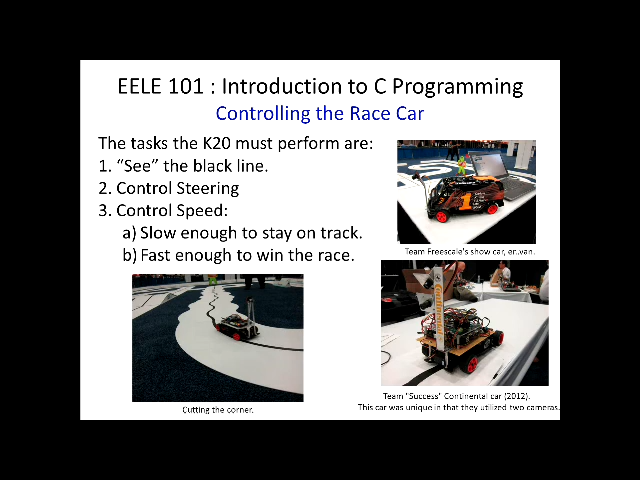 EELE 101 : Introduction to C Programming
Controlling the Race Car
The tasks the K20 must perform are:
1. “See” the black line.
2. Control Steering
3. Control Speed:
a) Slow enough to stay on track.
b) Fast enough to win the race.
Team Freescale's show car, er..van.
Cutting the corner.
Continental
Team "Success" Continental car (2012).
This car was unique in that they utilized two cameras.